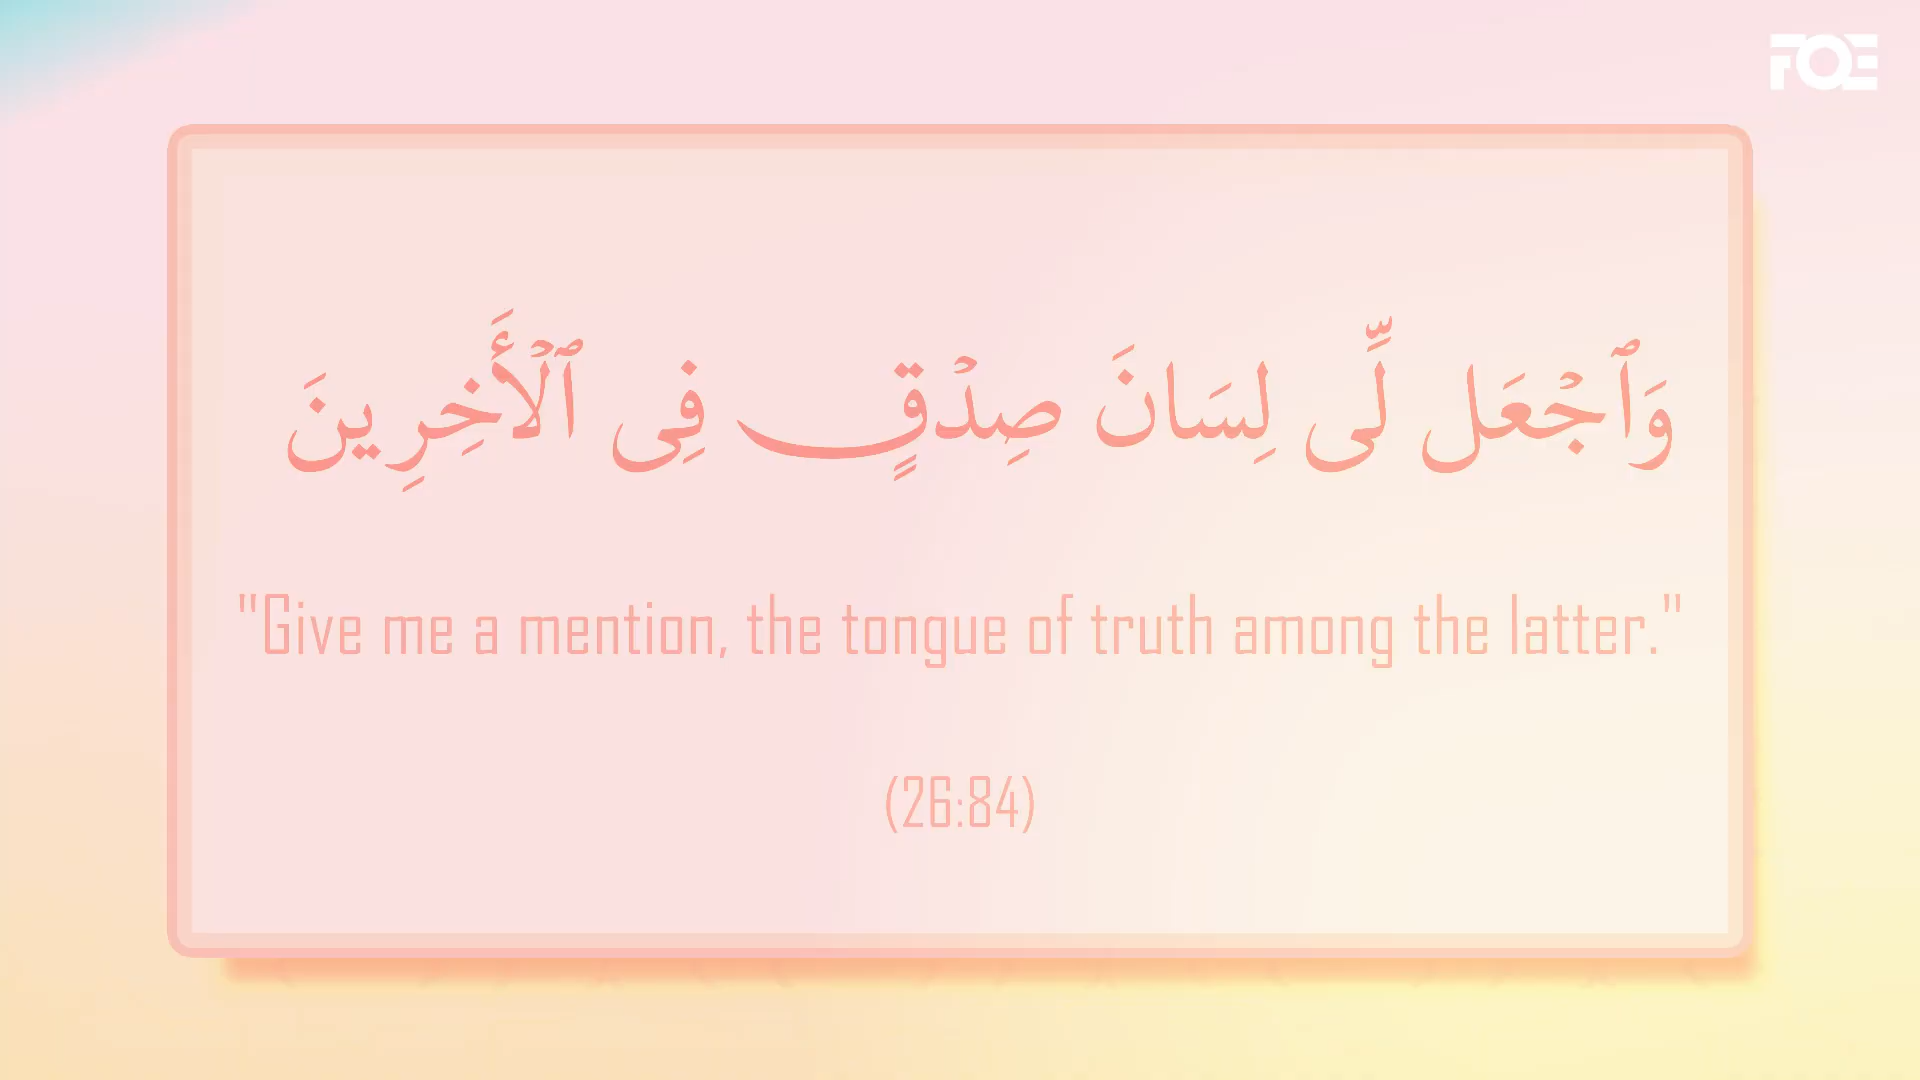 FOE
وَٱجْعَل لِّى لِسَانَ صِدْقٍ فِى ٱلْأَخِرِينَ
"Give me a mention, the tongue of truth among the latter."
(26:84)